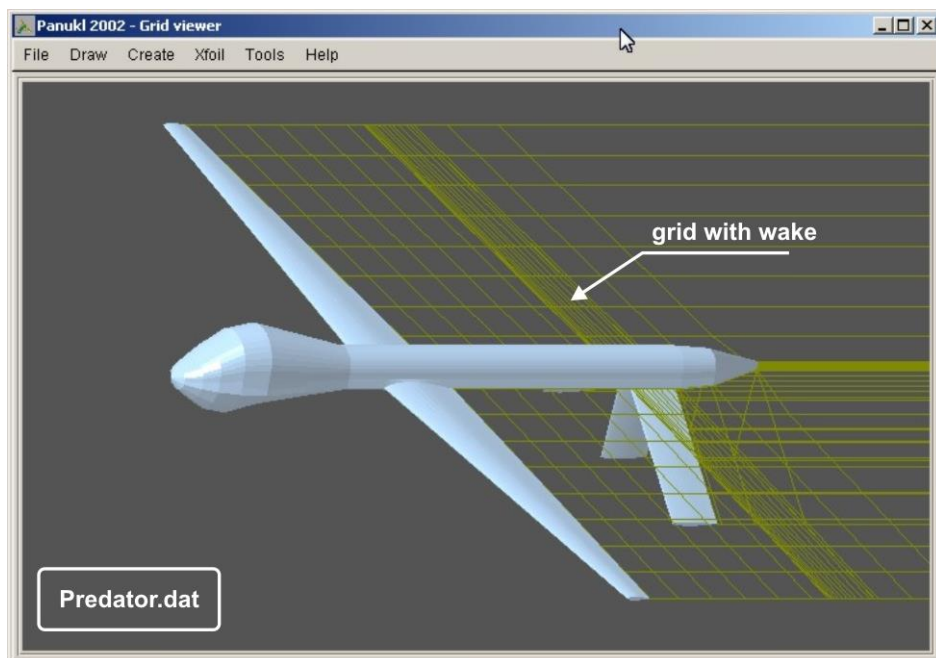 Panukl 2002 - Grid viewer
File Draw Create Xfoil Tools Help
grid with wake
Predator.dat